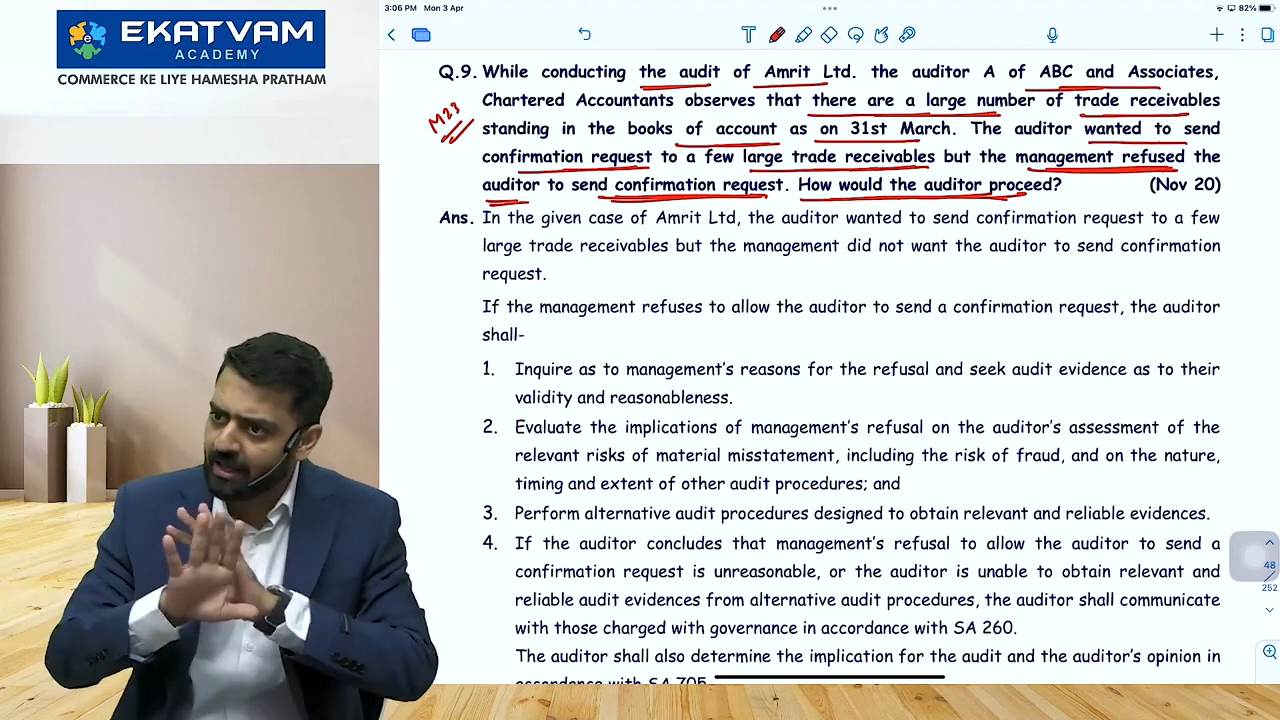 3:06 PM Mon 3 Apr
82%
EKATVAM
ACADEMY
COMMERCE KE LIYE HAMESHA PRATHAM
Q.9. While conducting the audit of Amrit Ltd. the auditor A of ABC and Associates,
Chartered Accountants observes that there are a large number of trade receivables
M23
standing in the books of account as on 31st March. The auditor wanted to send
confirmation request to a few large trade receivables but the management refused the
auditor to send confirmation request. How would the auditor proceed? (Nov 20)
Ans. In the given case of Amrit Ltd, the auditor wanted to send confirmation request to a few
large trade receivables but the management did not want the auditor to send confirmation
request.
If the management refuses to allow the auditor to send a confirmation request, the auditor
shall-
1. Inquire as to management's reasons for the refusal and seek audit evidence as to their
validity and reasonableness.
2. Evaluate the implications of management's refusal on the auditor's assessment of the
relevant risks of material misstatement, including the risk of fraud, and on the nature,
timing and extent of other audit procedures; and
3. Perform alternative audit procedures designed to obtain relevant and reliable evidences.
4. If the auditor concludes that management's refusal to allow the auditor to send a
confirmation request is unreasonable, or the auditor is unable to obtain relevant and
reliable audit evidences from alternative audit procedures, the auditor shall communicate
with those charged with governance in accordance with SA 260.
The auditor shall also determine the implication for the audit and the auditor's opinion in
accordance with SA 705
48
252